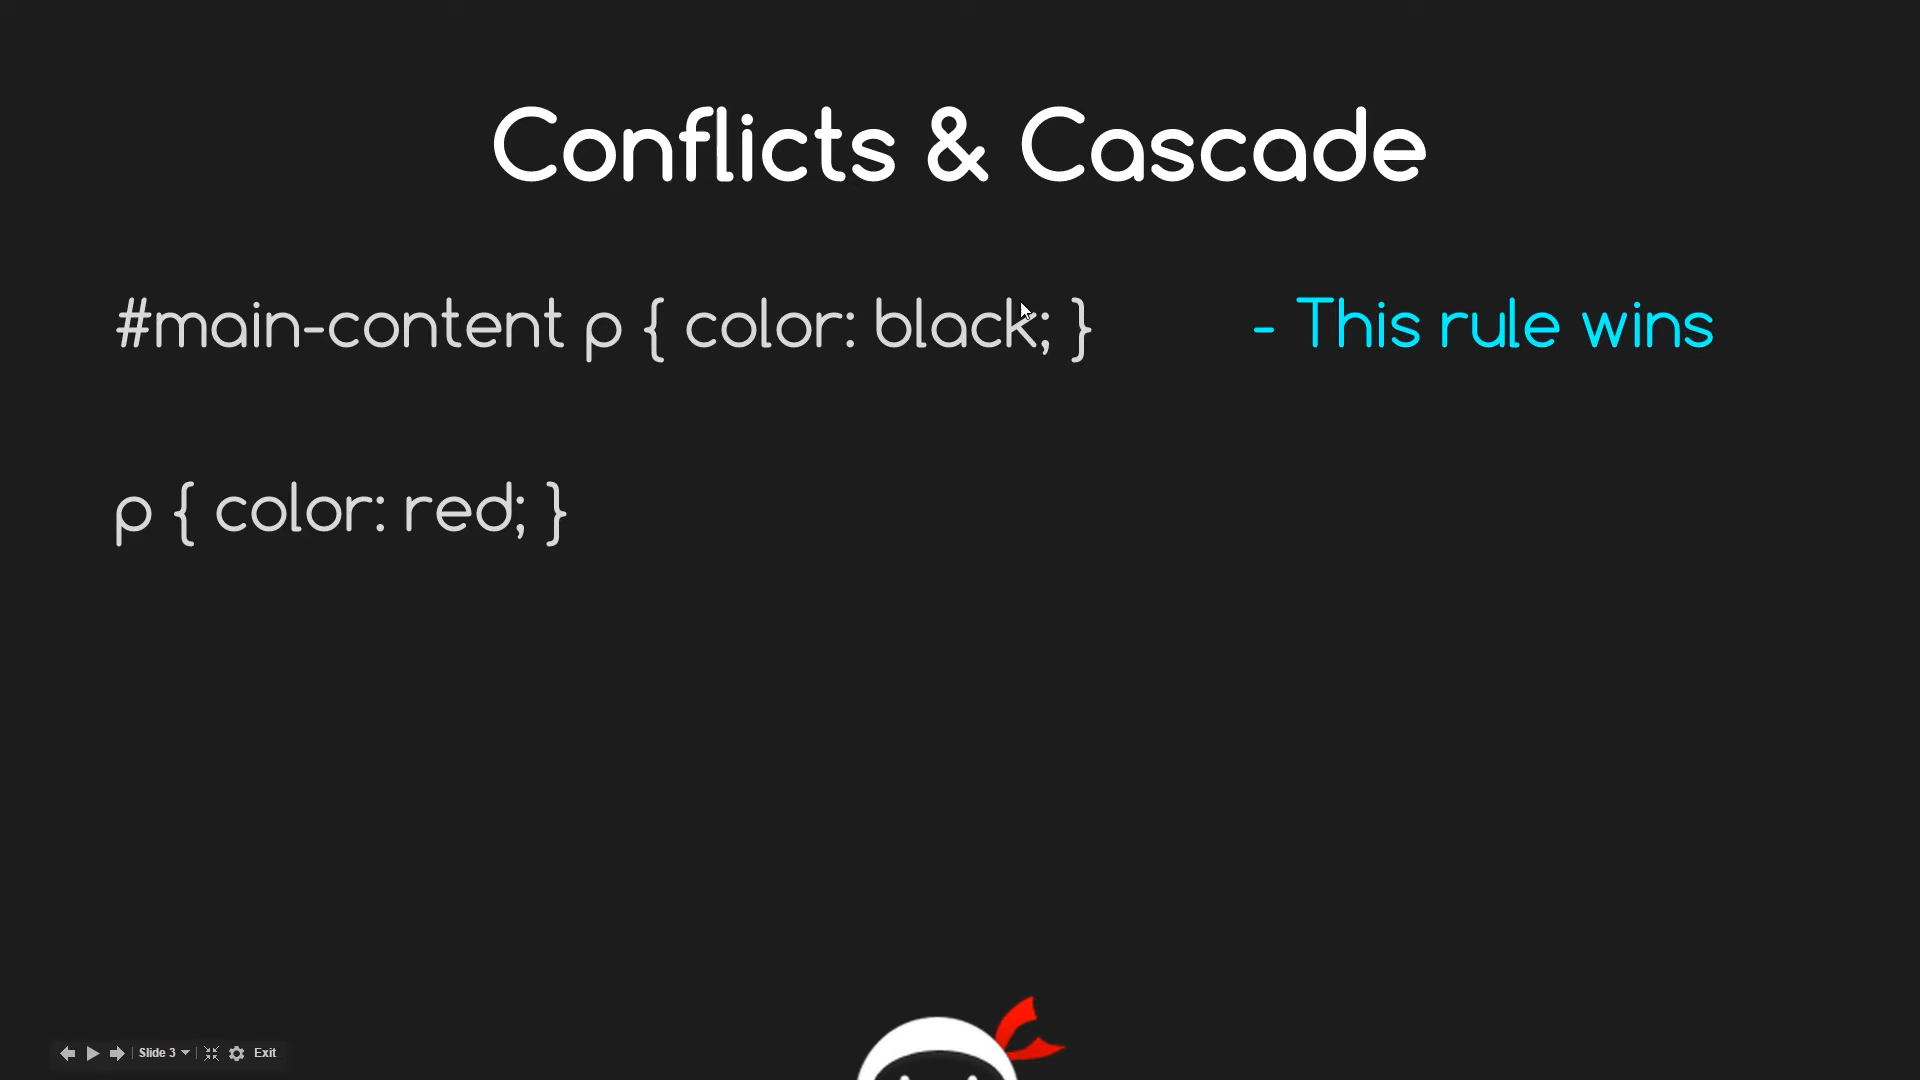 Conflicts & Cascade
#main-content p { color: black; } - This rule wins
p { color: red; }
Slide 3 Exit